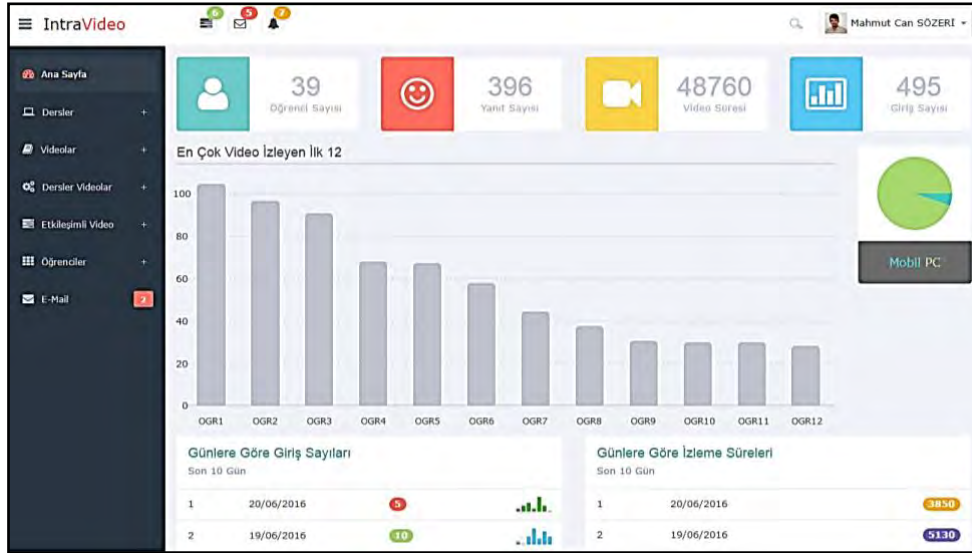 IntraVideo
6 5 7
Mahmut Can SÖZERİ
Ana Sayfa
Dersler +
Videolar +
Dersler Videolar +
Etkileşimli Video +
Öğrenciler +
E-Mail 2
39
Öğrenci Sayısı
396
Yanıt Sayısı
48760
Video Süresi
495
Giriş Sayısı
En Çok Video İzleyen İlk 12
100
80
60
40
20
0
OGR1 OGR2 OGR3 OGR4 OGR5 OGR6 OGR7 OGR8 OGR9 OGR10 OGR11 OGR12
Mobil PC
Günlere Göre Giriş Sayıları
Son 10 Gün
1 20/06/2016 5
2 19/06/2016 10
Günlere Göre İzleme Süreleri
Son 10 Gün
1 20/06/2016 3850
2 19/06/2016 5130